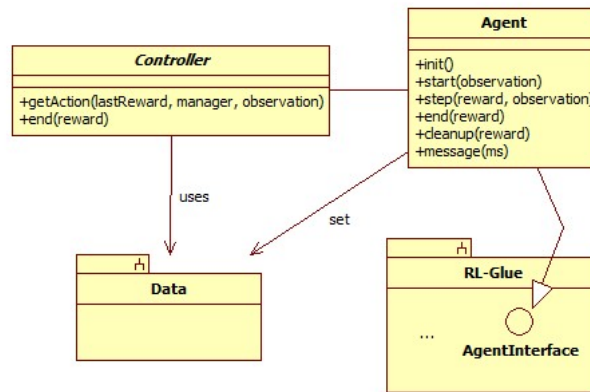 Controller
+getAction(lastReward, manager, observation)
+end(reward)
Agent
+init()
+start(observation)
+step(reward, observation)
+end(reward)
+cleanup(reward)
+message(ms)
uses
set
Data
RL-Glue
...
AgentInterface